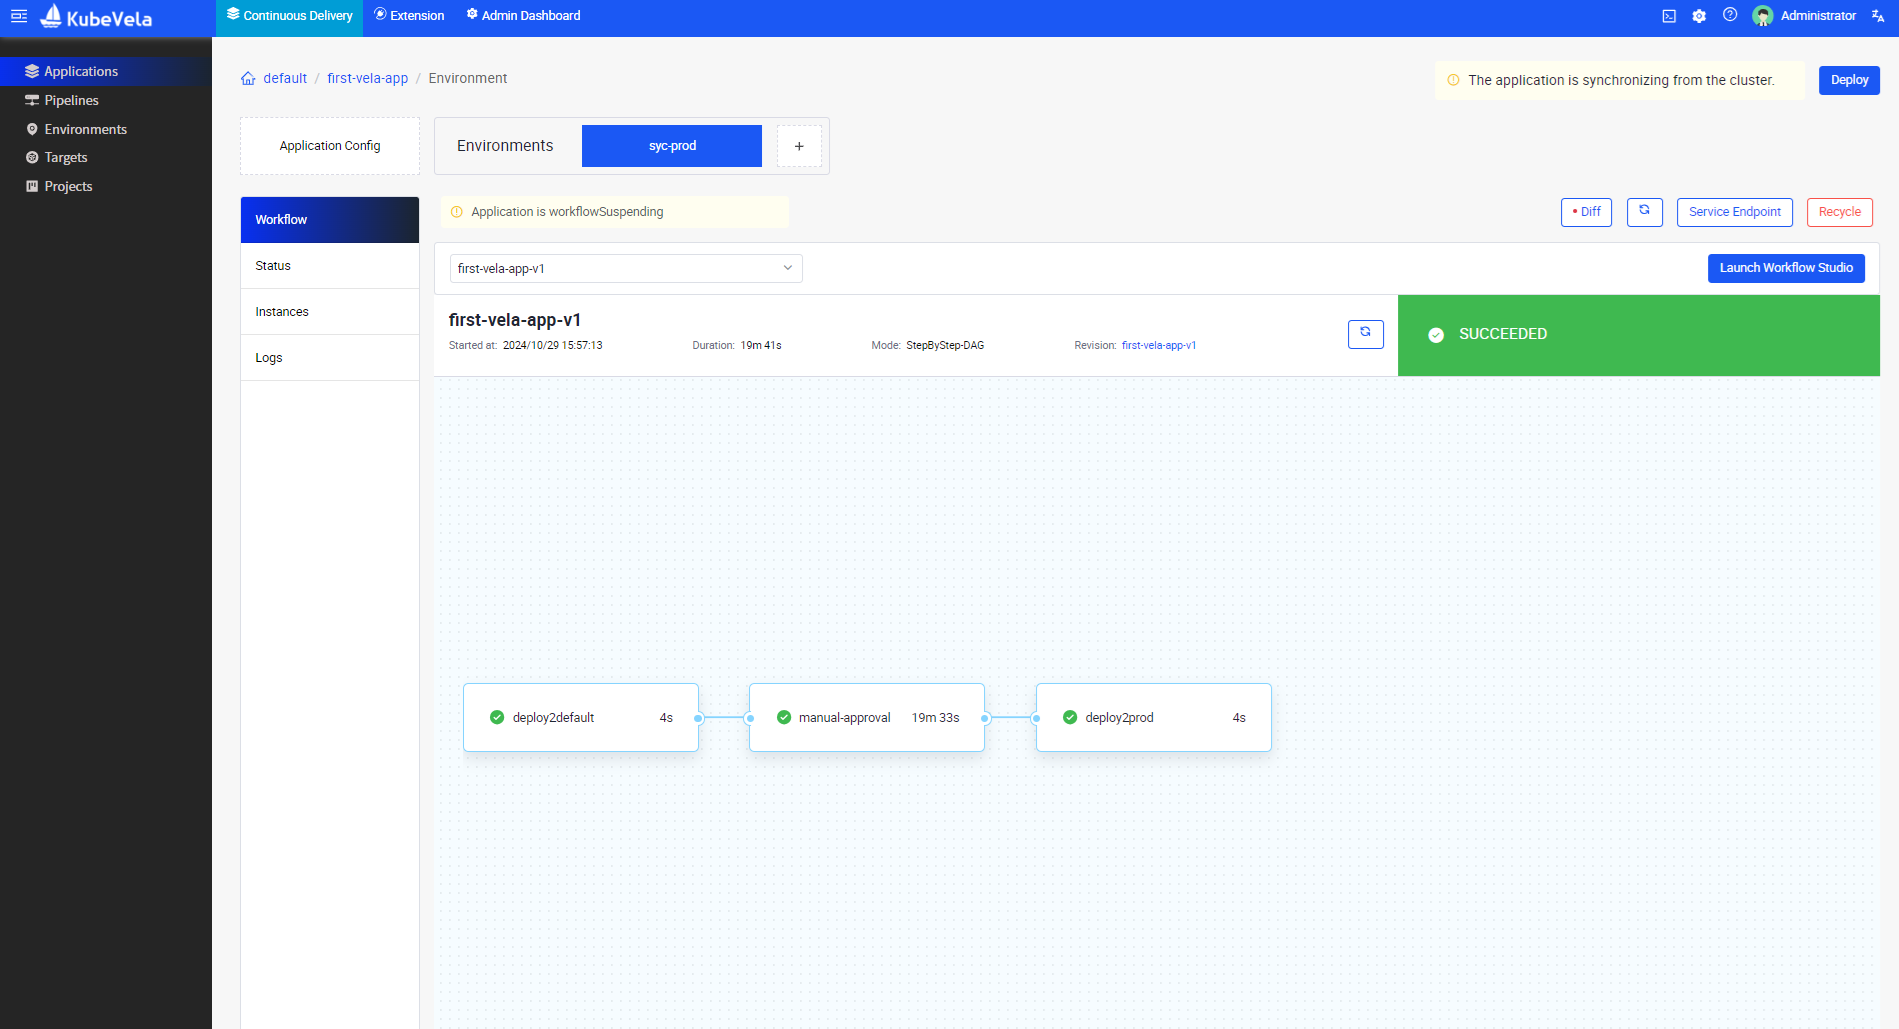 KubeVela
Continuous Delivery
Extension
Admin Dashboard
Administrator
Applications
Pipelines
Environments
Targets
Projects
default / first-vela-app / Environment
The application is synchronizing from the cluster.
Deploy
Application Config
Environments
syc-prod
+
Workflow
Status
Instances
Logs
Application is workflowSuspending
Diff
Service Endpoint
Recycle
first-vela-app-v1
Launch Workflow Studio
first-vela-app-v1
Started at: 2024/10/29 15:57:13
Duration: 19m 41s
Mode: StepByStep-DAG
Revision: first-vela-app-v1
SUCCEEDED
deploy2default 4s
manual-approval 19m 33s
deploy2prod 4s